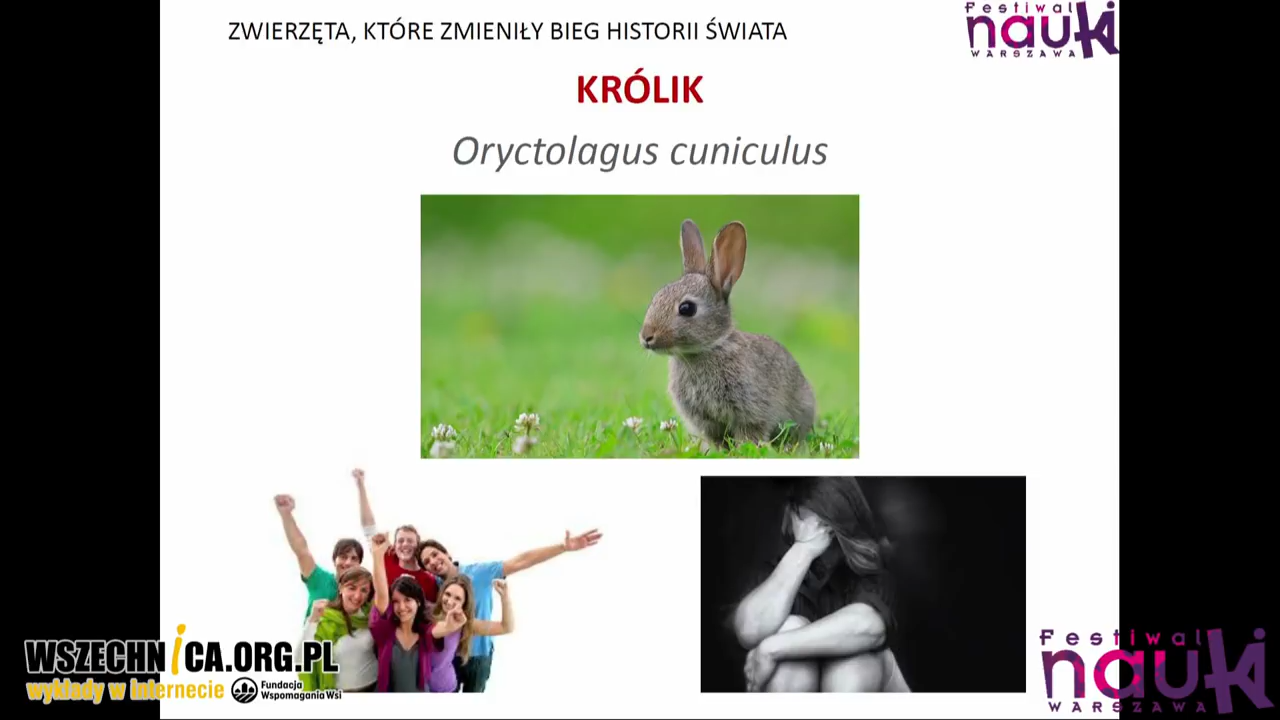 ZWIERZĘTA, KTÓRE ZMIENIŁY BIEG HISTORII ŚWIATA
Festiwal
nauki
WARSZAWA
KRÓLIK
Oryctolagus cuniculus
WSZECHNICA.ORG.PL
wykłady w internecie
Fundacja
Wspomagania Wsi
Festiwal
nauki
WARSZAWA